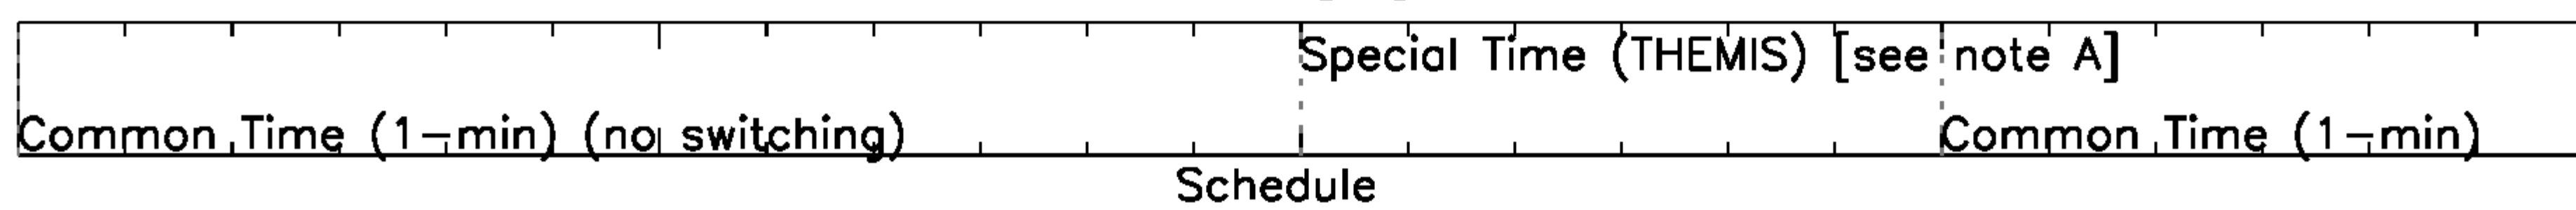 Special Time (THEMIS) [see note A]
Common Time (1-min) (no switching)
Common Time (1-min)
Schedule